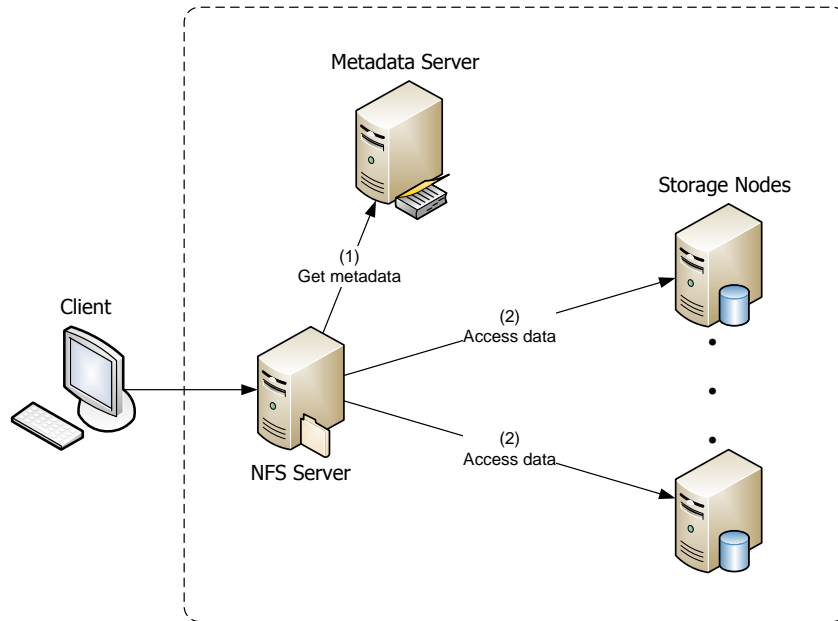 Metadata Server
Storage Nodes
(1)
Get metadata
Client
(2)
Access data
(2)
Access data
NFS Server